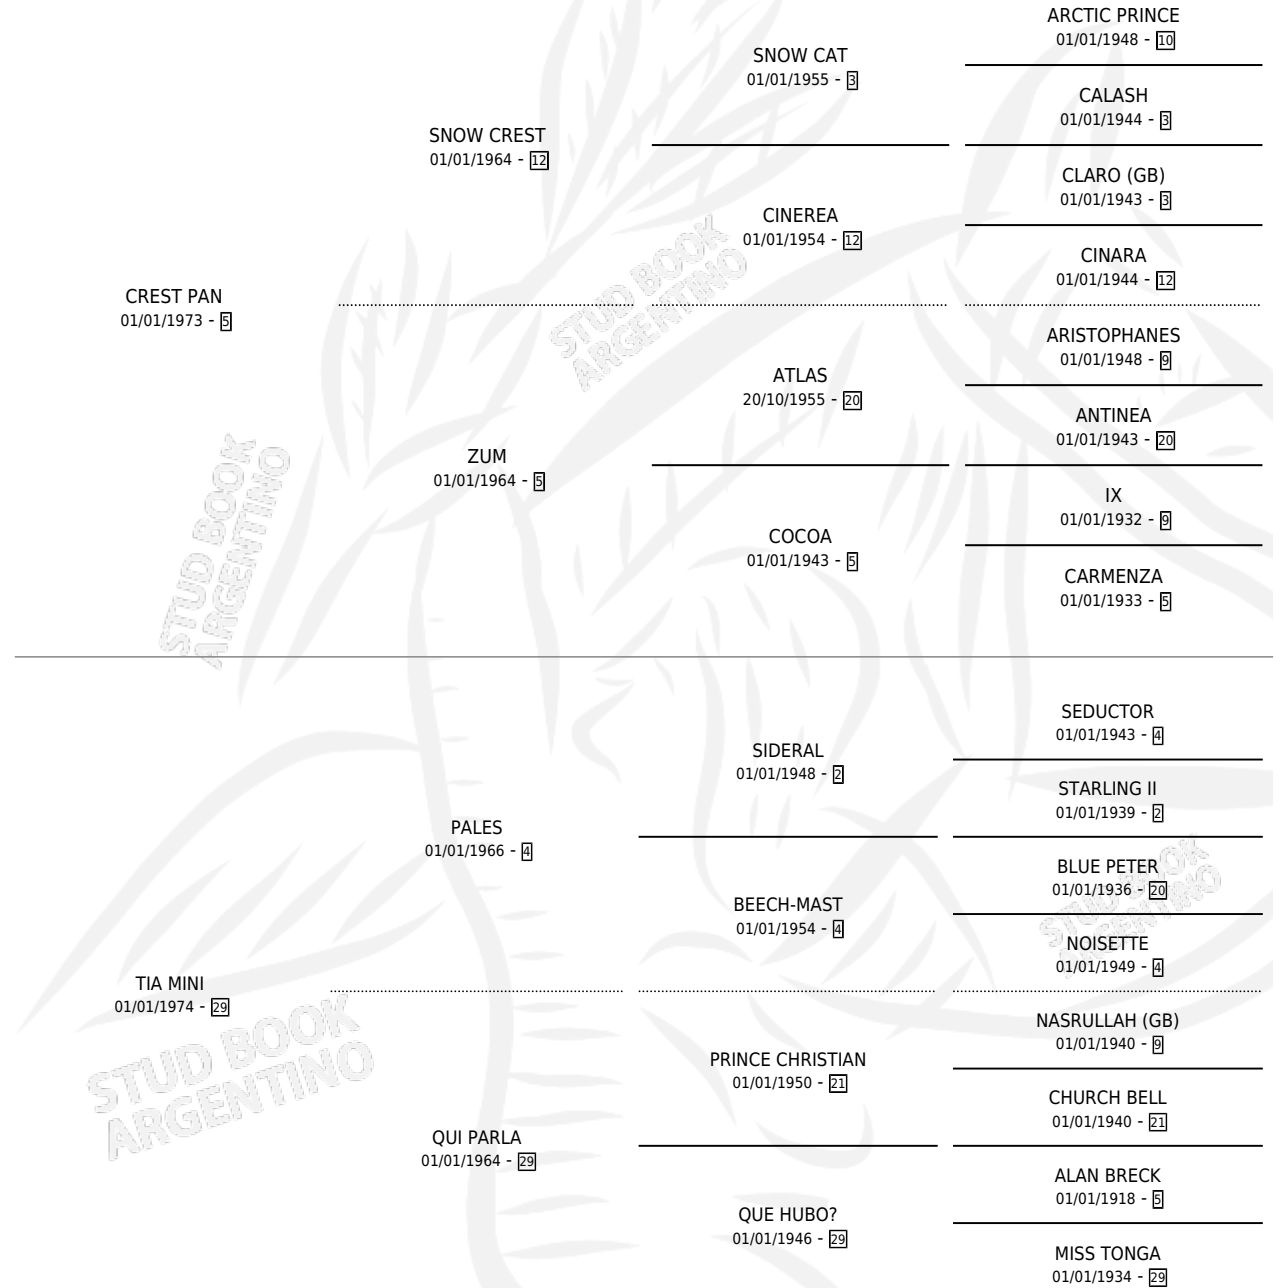 ARCTIC PRINCE
01/01/1948 - 10
SNOW CAT
01/01/1955 - 3
CALASH
01/01/1944 - 3
SNOW CREST
01/01/1964 - 12
CLARO (GB)
01/01/1943 - 3
CINEREA
01/01/1954 - 12
CINARA
01/01/1944 - 12
CREST PAN
01/01/1973 - 5
STUD BOOK
ARGENTINO
ARISTOPHANES
01/01/1948 - 9
ATLAS
20/10/1955 - 20
ANTINEA
01/01/1943 - 20
ZUM
01/01/1964 - 5
IX
01/01/1932 - 9
COCOA
01/01/1943 - 5
CARMENZA
01/01/1933 - 5
STUD BOOK
ARGENTINO
SEDUCTOR
01/01/1943 - 4
SIDERAL
01/01/1948 - 2
STARLING II
01/01/1939 - 2
PALES
01/01/1966 - 4
BLUE PETER
01/01/1936 - 20
BEECH-MAST
01/01/1954 - 4
NOISETTE
01/01/1949 - 4
STUD BOOK
ARGENTINO
TIA MINI
01/01/1974 - 29
STUD BOOK
ARGENTINO
NASRULLAH (GB)
01/01/1940 - 9
PRINCE CHRISTIAN
01/01/1950 - 21
CHURCH BELL
01/01/1940 - 21
QUI PARLA
01/01/1964 - 29
ALAN BRECK
01/01/1918 - 5
QUE HUBO?
01/01/1946 - 29
MISS TONGA
01/01/1934 - 29